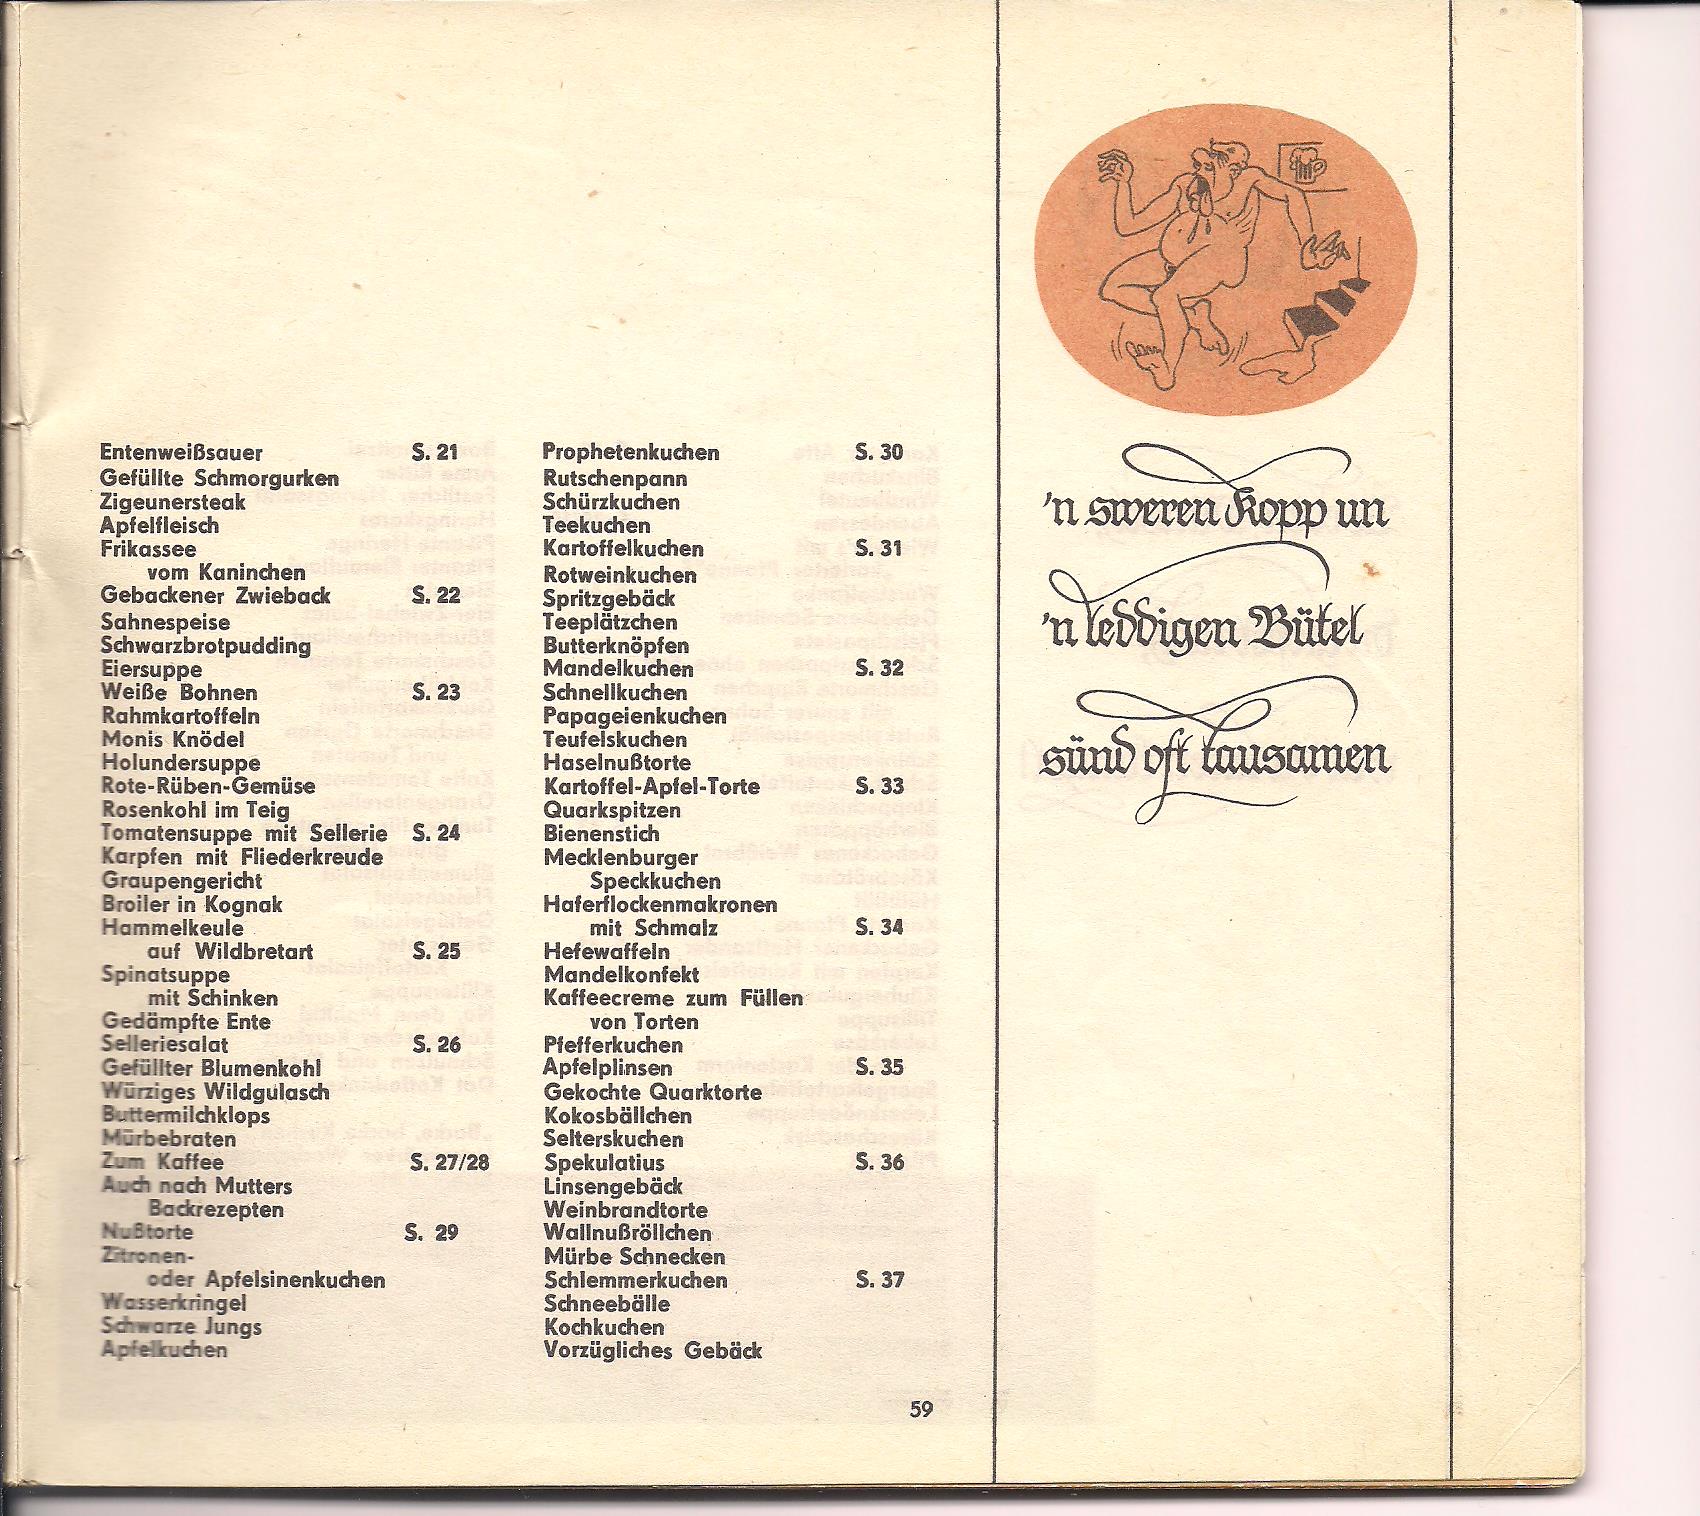 Entenweißsauer S. 21
Gefüllte Schmorgurken
Zigeunersteak
Apfelfleisch
Frikassee
vom Kaninchen
Gebackener Zwieback S. 22
Sahnespeise
Schwarzbrotpudding
Eiersuppe
Weiße Bohnen S. 23
Rahmkartoffeln
Monis Knödel
Holundersuppe
Rote-Rüben-Gemüse
Rosenkohl im Teig
Tomatensuppe mit Sellerie S. 24
Karpfen mit Fliederkreude
Graupengericht
Broiler in Kognak
Hammelkeule
auf Wildbretart S. 25
Spinatsuppe
mit Schinken
Gedämpfte Ente
Selleriesalat S. 26
Gefüllter Blumenkohl
Würziges Wildgulasch
Buttermilchklops
Mürbebraten
Zum Kaffee S. 27/28
Auch nach Mutters
Backrezepten
Nußtorte S. 29
Zitronen-
oder Apfelsinenkuchen
Wasserkringel
Schwarze Jungs
Apfelkuchen
Prophetenkuchen S. 30
Rutschenpann
Schürzkuchen
Teekuchen
Kartoffelkuchen S. 31
Rotweinkuchen
Spritzgebäck
Teeplätzchen
Butterknöpfen
Mandelkuchen S. 32
Schnellkuchen
Papageienkuchen
Teufelskuchen
Haselnußtorte
Kartoffel-Apfel-Torte S. 33
Quarkspitzen
Bienenstich
Mecklenburger
Speckkuchen
Haferflockenmakronen
mit Schmalz S. 34
Hefewaffeln
Mandelkonfekt
Kaffeecreme zum Füllen
von Torten
Pfefferkuchen
Apfelplinsen S. 35
Gekochte Quarktorte
Kokosbällchen
Selterskuchen
Spekulatius S. 36
Linsengebäck
Weinbrandtorte
Wallnußröllchen
Mürbe Schnecken
Schlemmerkuchen S. 37
Schneebälle
Kochkuchen
Vorzügliches Gebäck
59
'n sweren Kopp un
'n leddigen Bütel
sünd oft tausamen